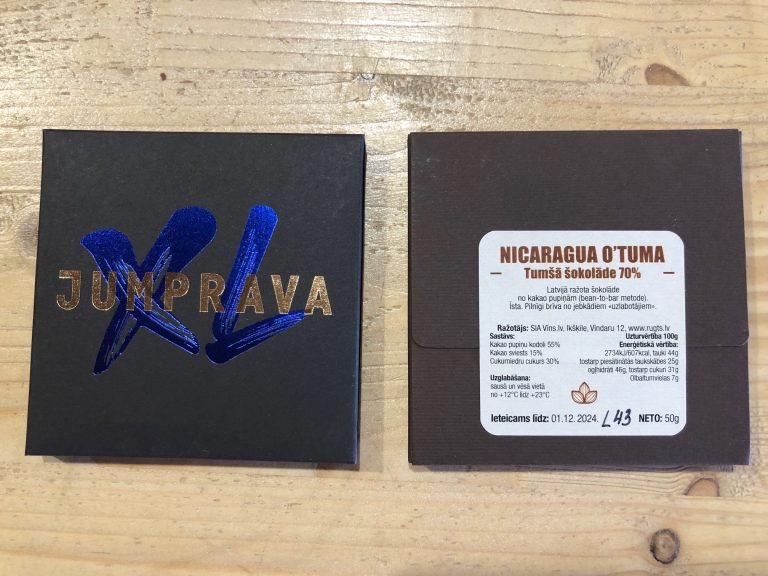 XL
JUMPRAVA
NICARAGUA O'TUMA
Tumšā šokolāde 70%
Latvijā ražota šokolāde
no kakao pupiņām (bean-to-bar metode).
Īsta. Pilnīgi brīva no jebkādiem «uzlabotājiem».
Ražotājs: SIA Vīns.lv, Ikšķile, Vindaru 12, www.rugts.lv
Sastāvs:
Kakao pupiņu kodoli 55%
Kakao sviests 15%
Cukurniedru cukurs 30%
Uzglabāšana:
sausā un vēsā vietā
no +12°C līdz +23°C
Uzturvērtība 100g
Enerģētiskā vērtība:
2734kJ/607kcal, tauki 44g
tostarp piesātinātās taukskābes 25g
ogļhidrāti 46g, tostarp cukuri 31g
Olbaltumvielas 7g
Ieteicams līdz: 01.12. 2024. L43 NETO: 50g